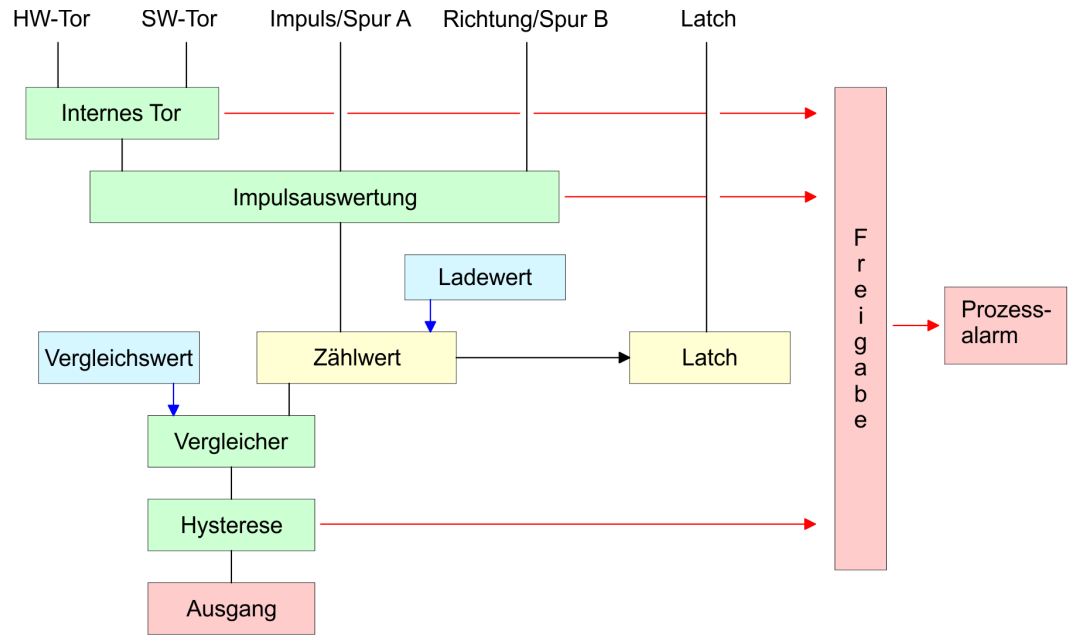 HW-Tor SW-Tor Impuls/Spur A Richtung/Spur B Latch
Internes Tor
Impulsauswertung
Ladewert
Vergleichswert Zählwert Latch
Vergleicher
Hysterese
Ausgang
F
r
e
i
g
a
b
e
Prozess-
alarm